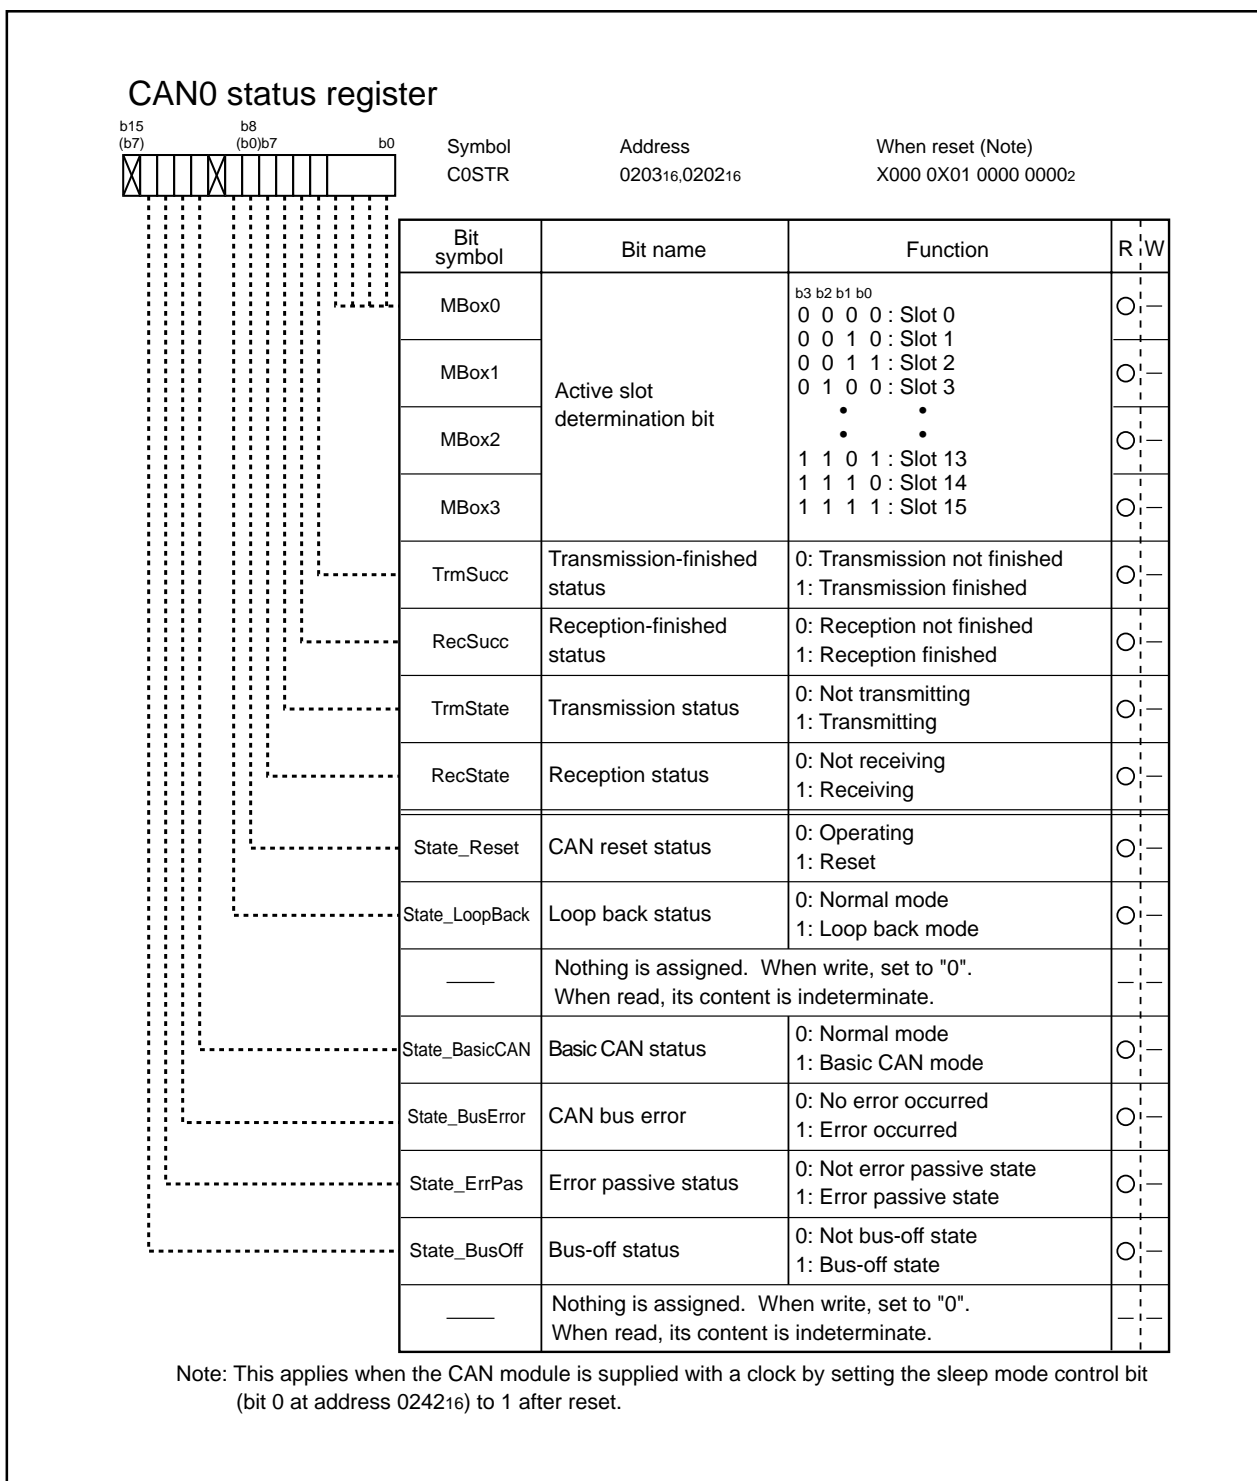 CAN0 status register
b15 b8
(b7) (b0)b7 b0
Symbol Address When reset (Note)
C0STR 020316,020216 X000 0X01 0000 00002
Bit symbol Bit name Function R W
MBox0
MBox1
MBox2
MBox3
Active slot
determination bit
b3 b2 b1 b0
0 0 0 0 : Slot 0
0 0 1 0 : Slot 1
0 0 1 1 : Slot 2
0 1 0 0 : Slot 3
• •
• •
1 1 0 1 : Slot 13
1 1 1 0 : Slot 14
1 1 1 1 : Slot 15
TrmSucc Transmission-finished status 0: Transmission not finished
1: Transmission finished
RecSucc Reception-finished status 0: Reception not finished
1: Reception finished
TrmState Transmission status 0: Not transmitting
1: Transmitting
RecState Reception status 0: Not receiving
1: Receiving
State_Reset CAN reset status 0: Operating
1: Reset
State_LoopBack Loop back status 0: Normal mode
1: Loop back mode
Nothing is assigned. When write, set to "0".
When read, its content is indeterminate.
State_BasicCAN Basic CAN status 0: Normal mode
1: Basic CAN mode
State_BusError CAN bus error 0: No error occurred
1: Error occurred
State_ErrPas Error passive status 0: Not error passive state
1: Error passive state
State_BusOff Bus-off status 0: Not bus-off state
1: Bus-off state
Nothing is assigned. When write, set to "0".
When read, its content is indeterminate.
Note: This applies when the CAN module is supplied with a clock by setting the sleep mode control bit
(bit 0 at address 024216) to 1 after reset.